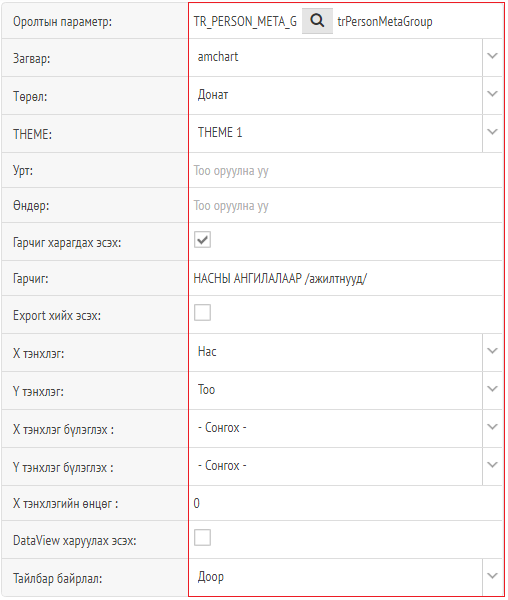 Оролтын параметр: TR_PERSON_META_G trPersonMetaGroup
Загвар: amchart
Төрөл: Донат
THEME: THEME 1
Урт: Тоо оруулна уу
Өндөр: Тоо оруулна уу
Гарчиг харагдах эсэх:
Гарчиг: НАСНЫ АНГИЛАЛААР /ажилтнууд/
Export хийх эсэх:
X тэнхлэг: Нас
Y тэнхлэг: Тоо
X тэнхлэг бүлэглэх : - Сонгох -
Y тэнхлэг бүлэглэх : - Сонгох -
X тэнхлэгийн өнцөг : 0
DataView харуулах эсэх:
Тайлбар байрлал: Доор